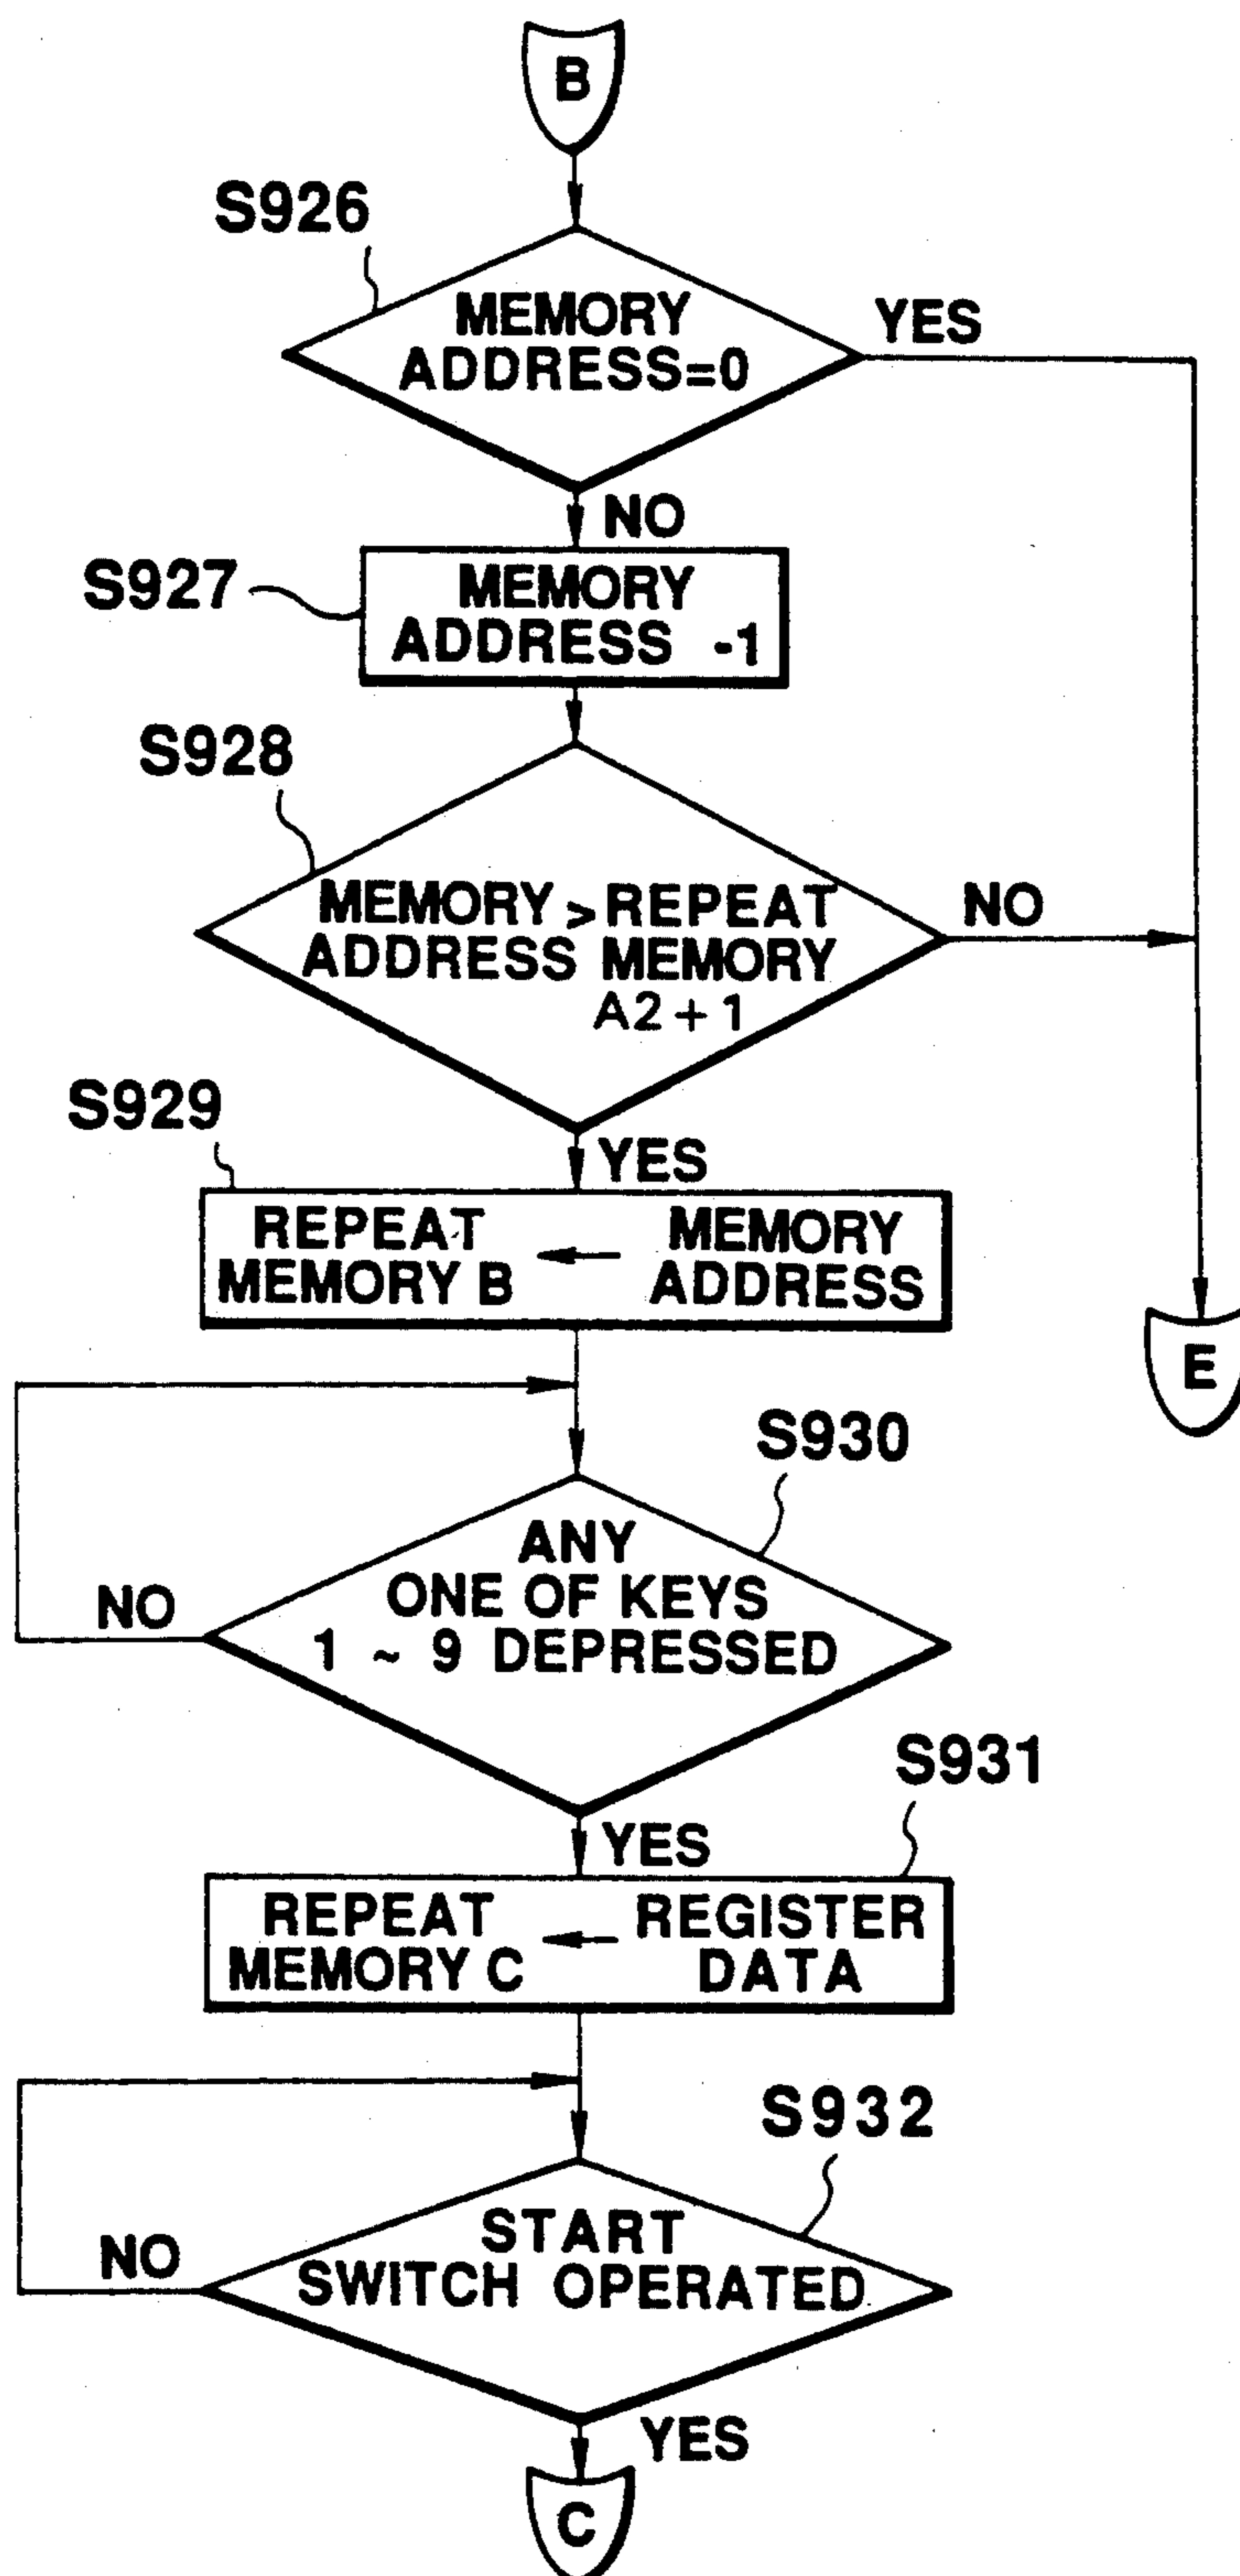 B
S926
MEMORY
ADDRESS=0
YES
NO
S927
MEMORY
ADDRESS -1
S928
MEMORY > REPEAT
ADDRESS MEMORY
A2+1
NO
S929
YES
REPEAT MEMORY
MEMORY B ← ADDRESS
E
S930
ANY
ONE OF KEYS
1 ~ 9 DEPRESSED
NO
S931
YES
REPEAT REGISTER
MEMORY C ← DATA
S932
START
SWITCH OPERATED
NO
YES
C